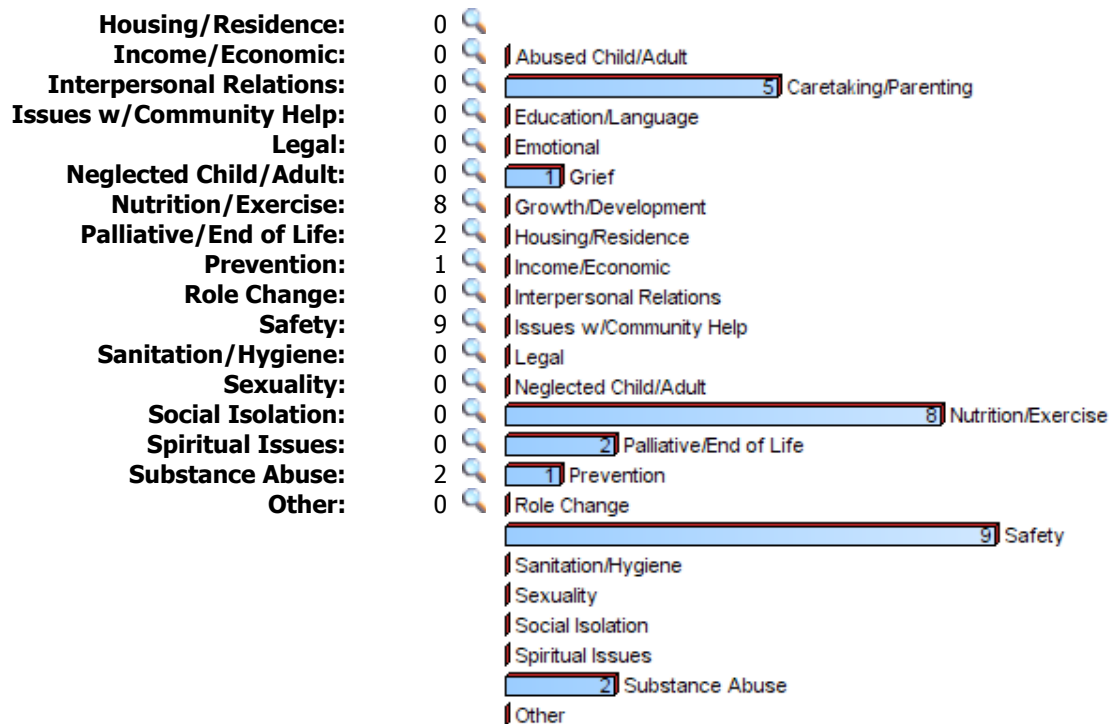 Housing/Residence: 0
Income/Economic: 0
Interpersonal Relations: 0
Issues w/Community Help: 0
Legal: 0
Neglected Child/Adult: 0
Nutrition/Exercise: 8
Palliative/End of Life: 2
Prevention: 1
Role Change: 0
Safety: 9
Sanitation/Hygiene: 0
Sexuality: 0
Social Isolation: 0
Spiritual Issues: 0
Substance Abuse: 2
Other: 0
Abused Child/Adult
5 Caretaking/Parenting
Education/Language
Emotional
1 Grief
Growth/Development
Housing/Residence
Income/Economic
Interpersonal Relations
Issues w/Community Help
Legal
Neglected Child/Adult
8 Nutrition/Exercise
2 Palliative/End of Life
1 Prevention
Role Change
9 Safety
Sanitation/Hygiene
Sexuality
Social Isolation
Spiritual Issues
2 Substance Abuse
Other